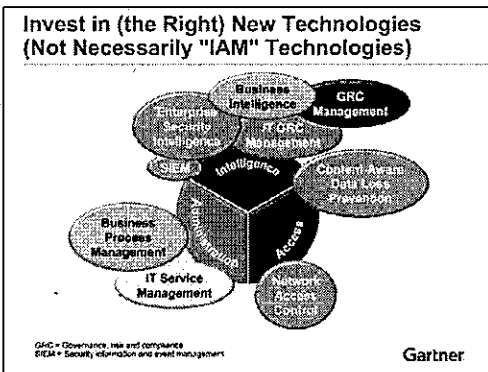 Invest in (the Right) New Technologies
(Not Necessarily "IAM" Technologies)
Business
Intelligence
GRC
Management
Enterprise
Security
Intelligence
IT GRC
Management
SIEM
Intelligence
Content-Aware
Data Loss
Prevention
Administration
Access
Business
Process
Management
IT Service
Management
Network
Access
Control
GRC = Governance, risk and compliance
SIEM = Security information and event management
Gartner